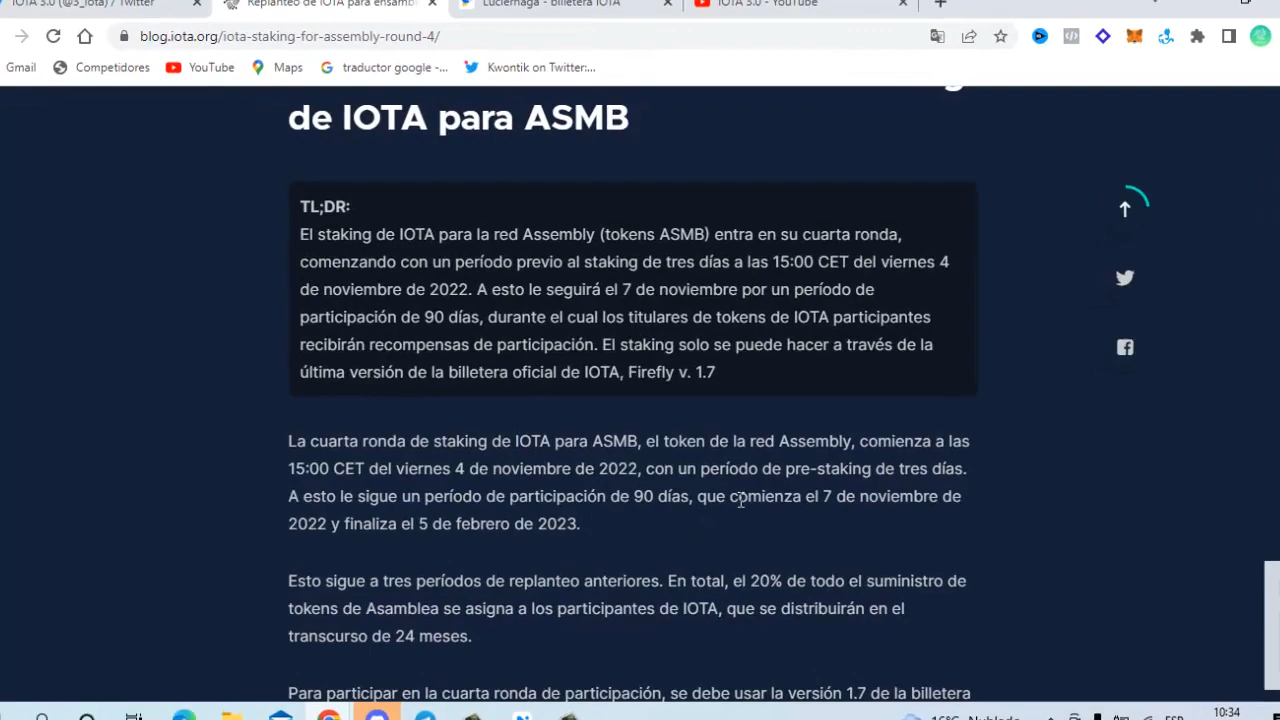 IOTA 3.0 (@3_iota) / Twitter
Replanteo de IOTA para ensamb
Luciérnaga - billetera IOTA
IOTA 3.0 - YouTube
blog.iota.org/iota-staking-for-assembly-round-4/
Gmail
Competidores
YouTube
Maps
traductor google -...
Kwontik on Twitter:...
de IOTA para ASMB
TL;DR:
El staking de IOTA para la red Assembly (tokens ASMB) entra en su cuarta ronda,
comenzando con un período previo al staking de tres días a las 15:00 CET del viernes 4
de noviembre de 2022. A esto le seguirá el 7 de noviembre por un período de
participación de 90 días, durante el cual los titulares de tokens de IOTA participantes
recibirán recompensas de participación. El staking solo se puede hacer a través de la
última versión de la billetera oficial de IOTA, Firefly v. 1.7
La cuarta ronda de staking de IOTA para ASMB, el token de la red Assembly, comienza a las
15:00 CET del viernes 4 de noviembre de 2022, con un período de pre-staking de tres días.
A esto le sigue un período de participación de 90 días, que comienza el 7 de noviembre de
2022 y finaliza el 5 de febrero de 2023.
Esto sigue a tres períodos de replanteo anteriores. En total, el 20% de todo el suministro de
tokens de Asamblea se asigna a los participantes de IOTA, que se distribuirán en el
transcurso de 24 meses.
Para participar en la cuarta ronda de participación, se debe usar la versión 1.7 de la billetera
16°C Nublado
ESP
10:34